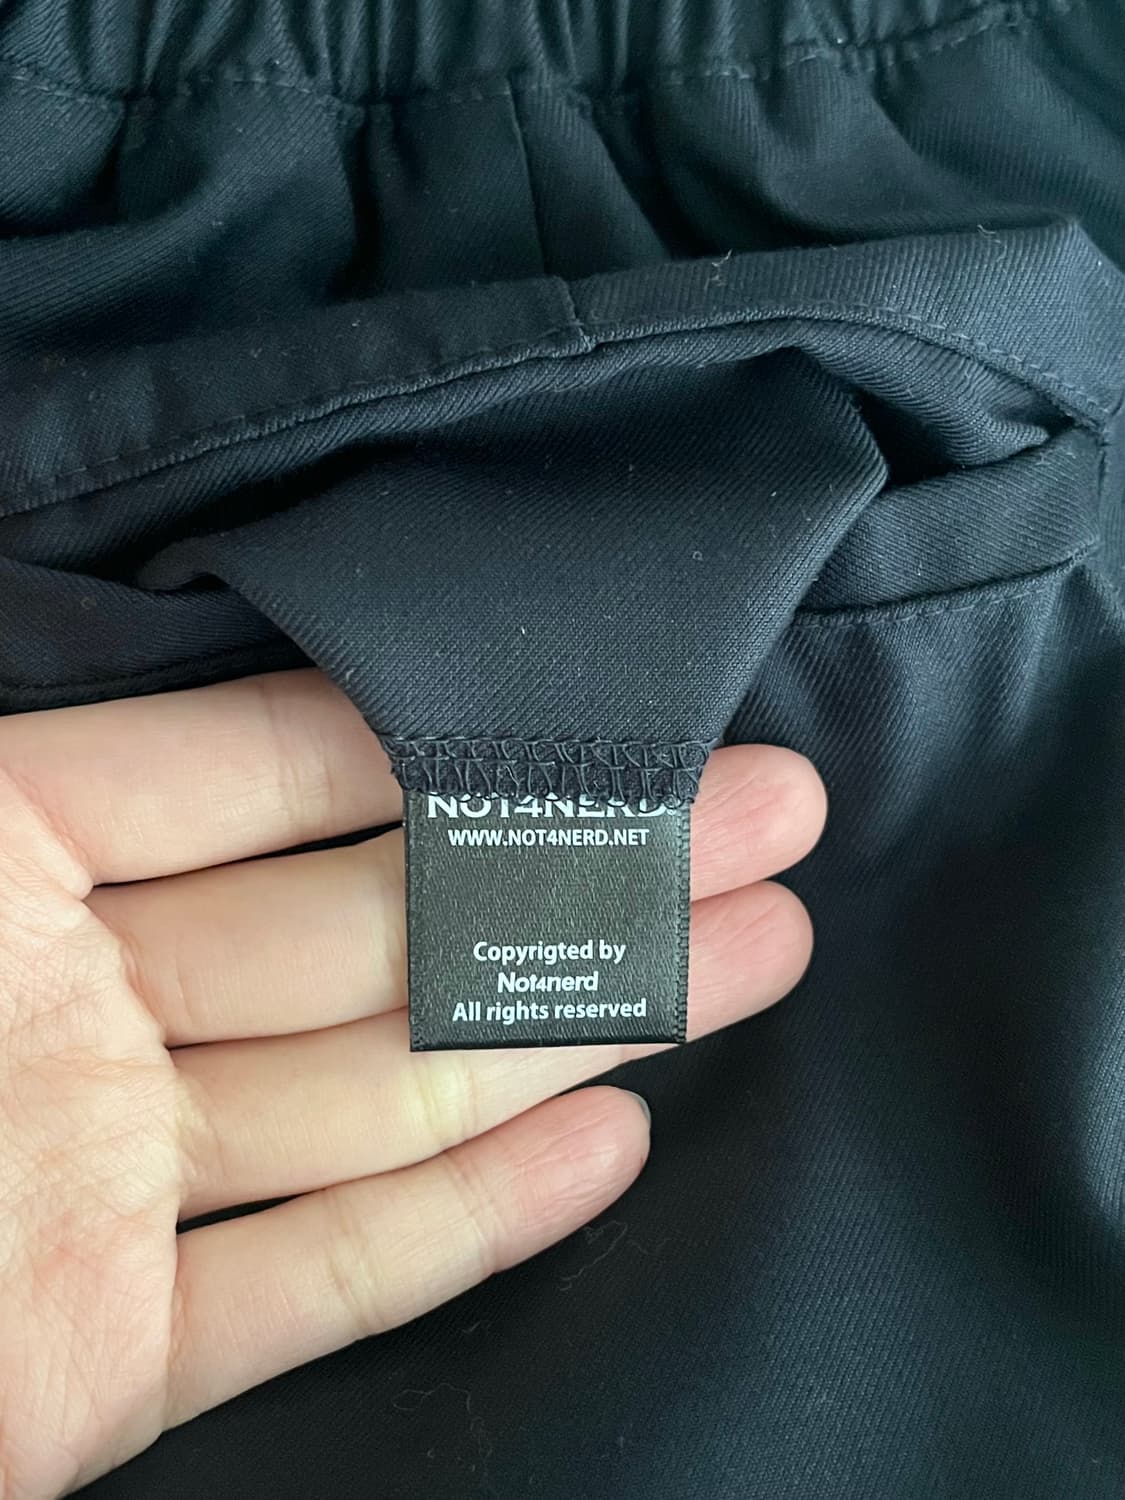 NOT4NERD.
WWW.NOT4NERD.NET
Copyrigted by
Not4nerd
All rights reserved